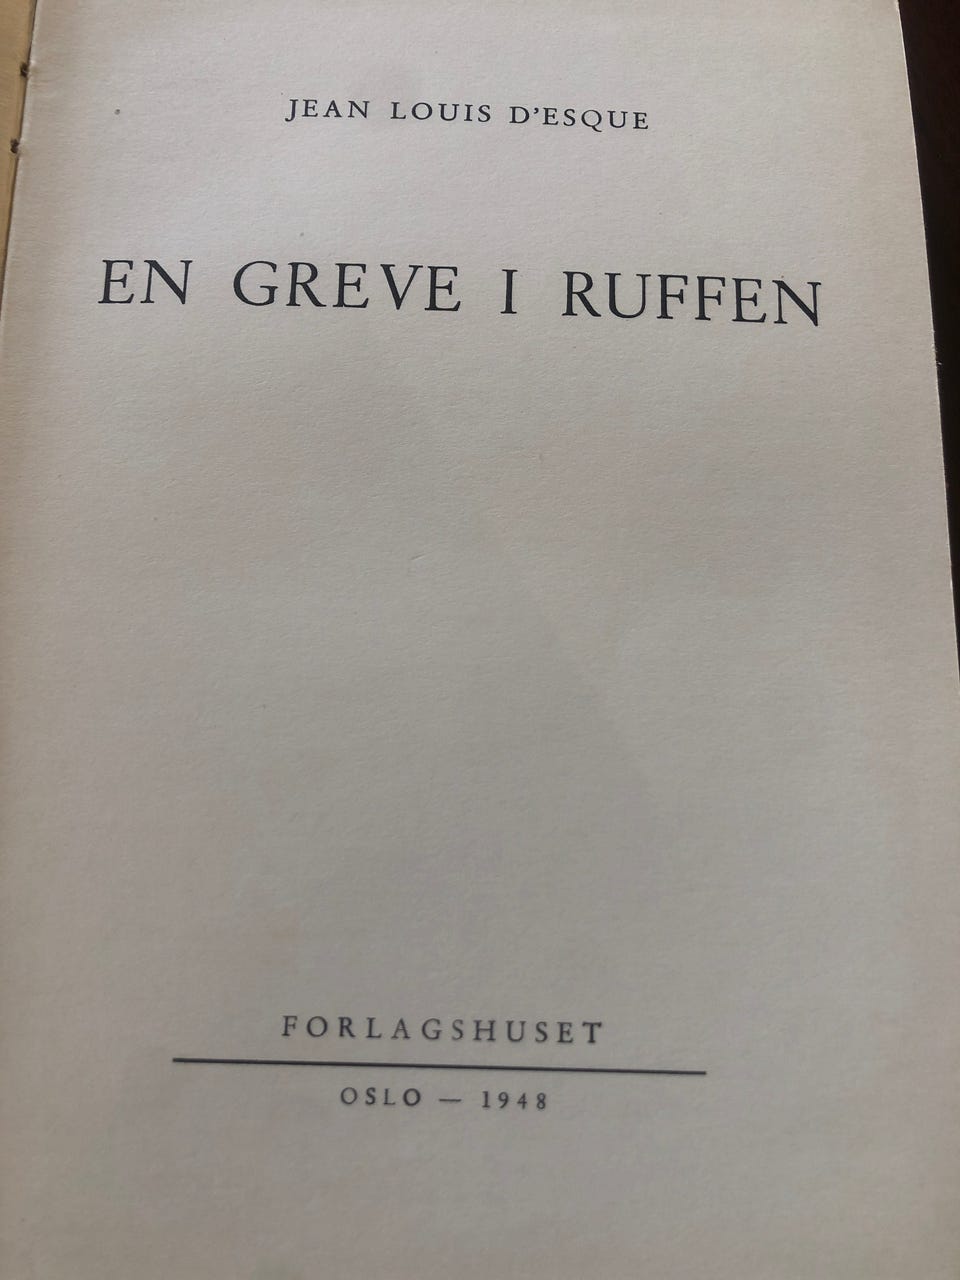 JEAN LOUIS D'ESQUE
EN GREVE I RUFFEN
FORLAGSHUSET
OSLO — 1948